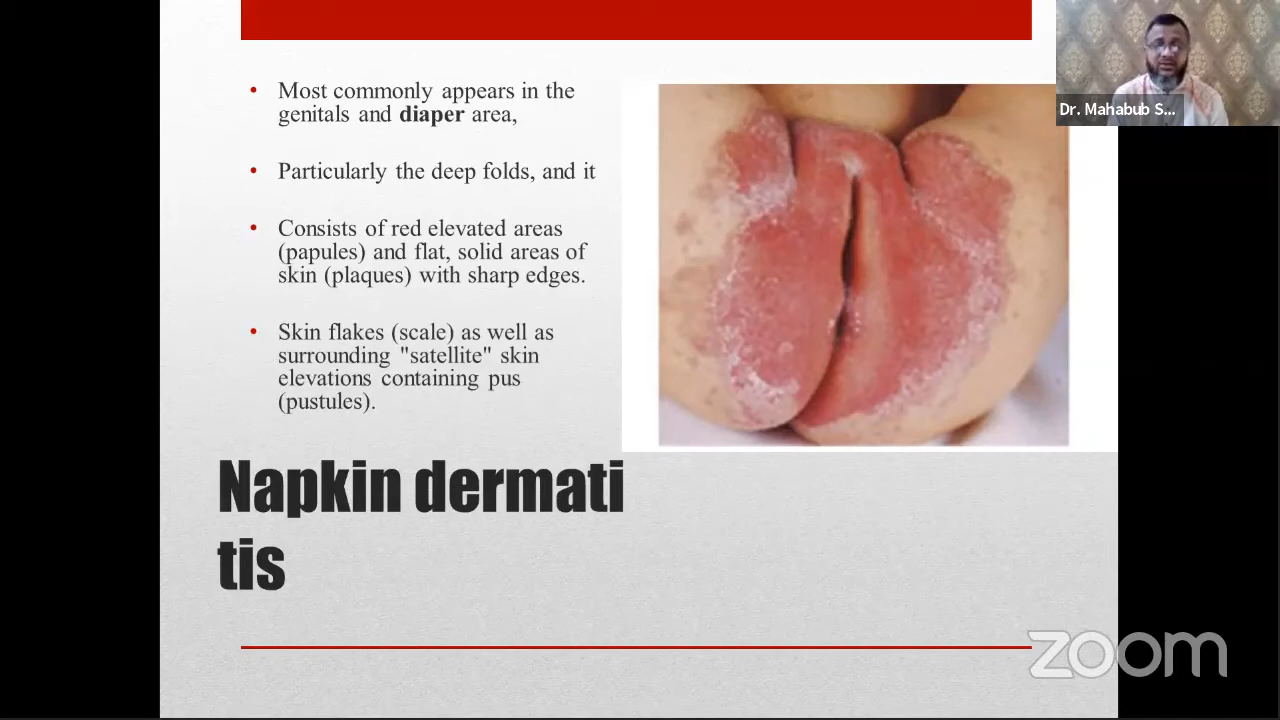 • Most commonly appears in the
genitals and diaper area,
• Particularly the deep folds, and it
• Consists of red elevated areas
(papules) and flat, solid areas of
skin (plaques) with sharp edges.
• Skin flakes (scale) as well as
surrounding "satellite" skin
elevations containing pus
(pustules).
Napkin dermati
tis
Dr. Mahabub S...
zoom